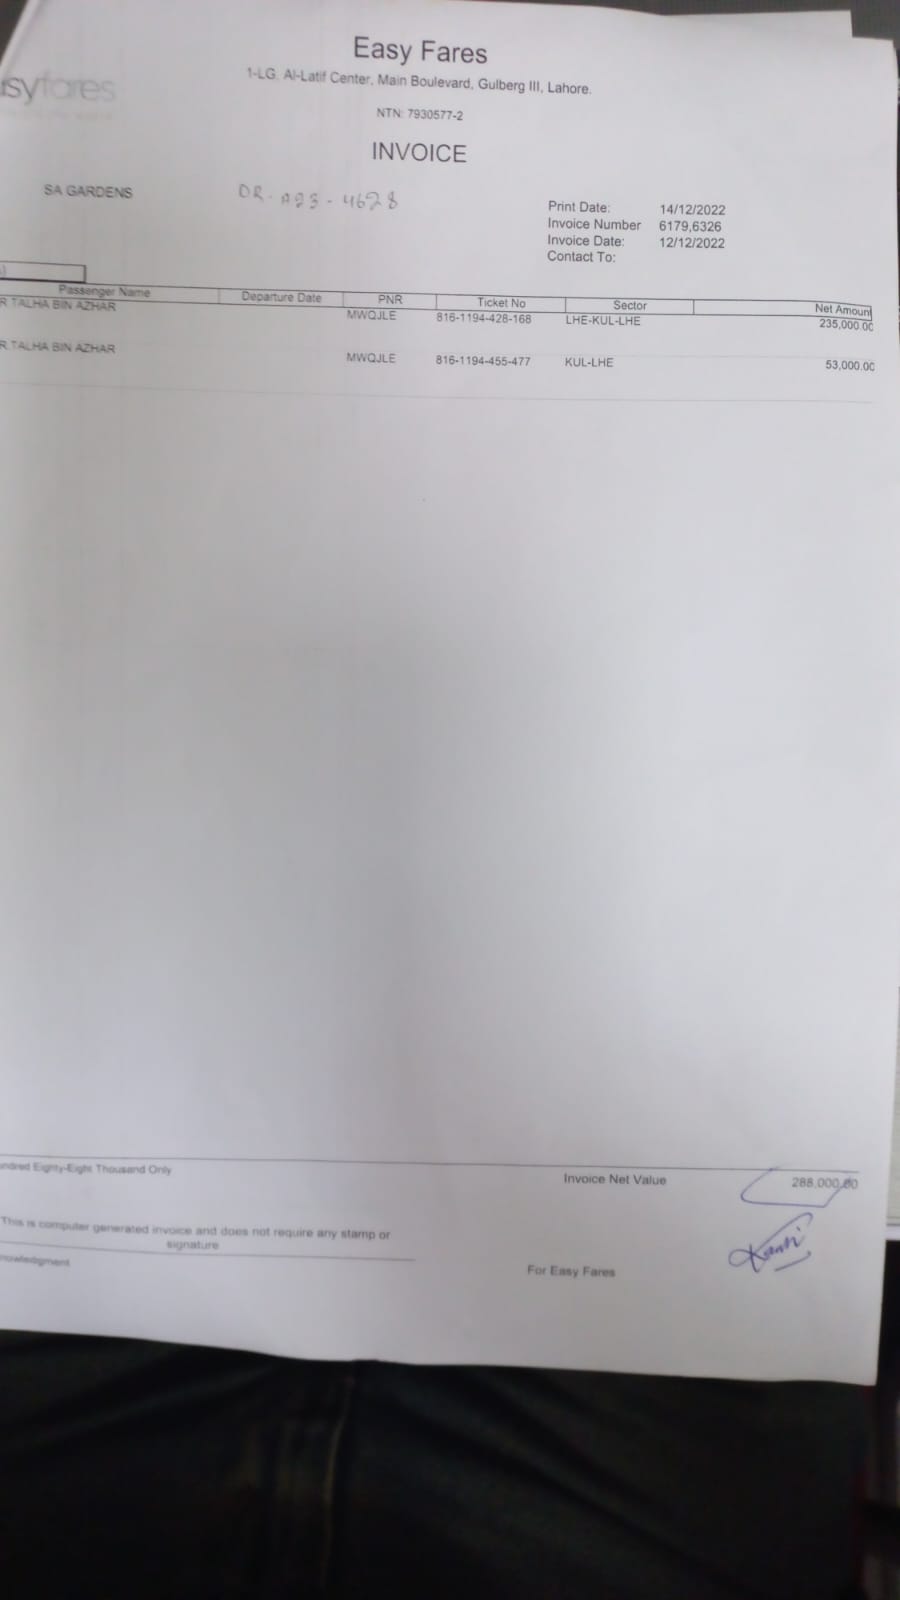 Easy Fares
1-LG. Al-Latif Center, Main Boulevard, Gulberg III, Lahore.
syfares
NTN: 7930577-2
INVOICE
SA GARDENS
DR-A23-4628
Print Date: 14/12/2022
Invoice Number 6179,6326
Invoice Date: 12/12/2022
Contact To:
Passenger Name Departure Date PNR Ticket No Sector Net Amoun
R TALHA BIN AZHAR MWQJLE 816-1194-428-168 LHE-KUL-LHE 235,000.00
R.TALHA BIN AZHAR MWQJLE 816-1194-455-477 KUL-LHE 53,000.00
ndred Eighty-Eight Thousand Only
Invoice Net Value 288,000.00
This is computer generated invoice and does not require any stamp or
signature
nowledgment
For Easy Fares